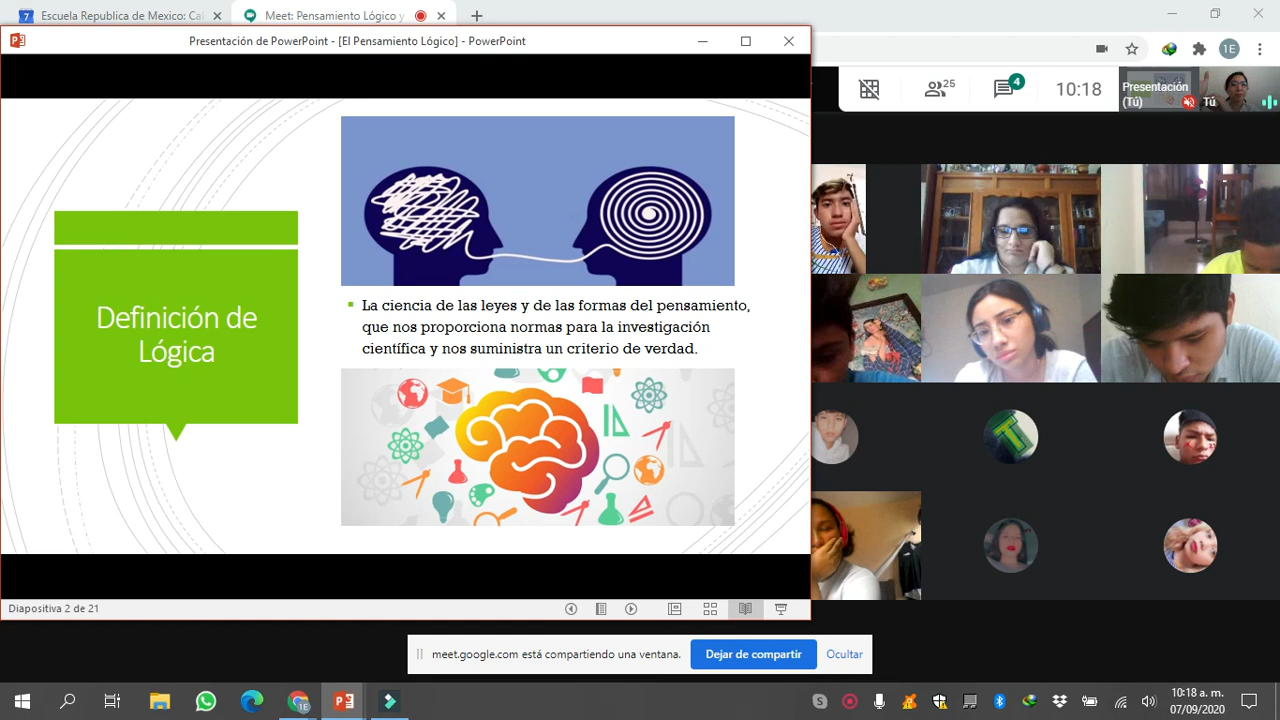 Escuela Republica de Mexico: Cal
Meet: Pensamiento Lógico y
Presentación de PowerPoint - [El Pensamiento Lógico] - PowerPoint
1E
25
4
10:18
Presentación
(Tú)
Tú
Definición de
Lógica
La ciencia de las leyes y de las formas del pensamiento,
que nos proporciona normas para la investigación
científica y nos suministra un criterio de verdad.
T
Diapositiva 2 de 21
meet.google.com está compartiendo una ventana.
Dejar de compartir
Ocultar
10:18 a. m.
07/09/2020